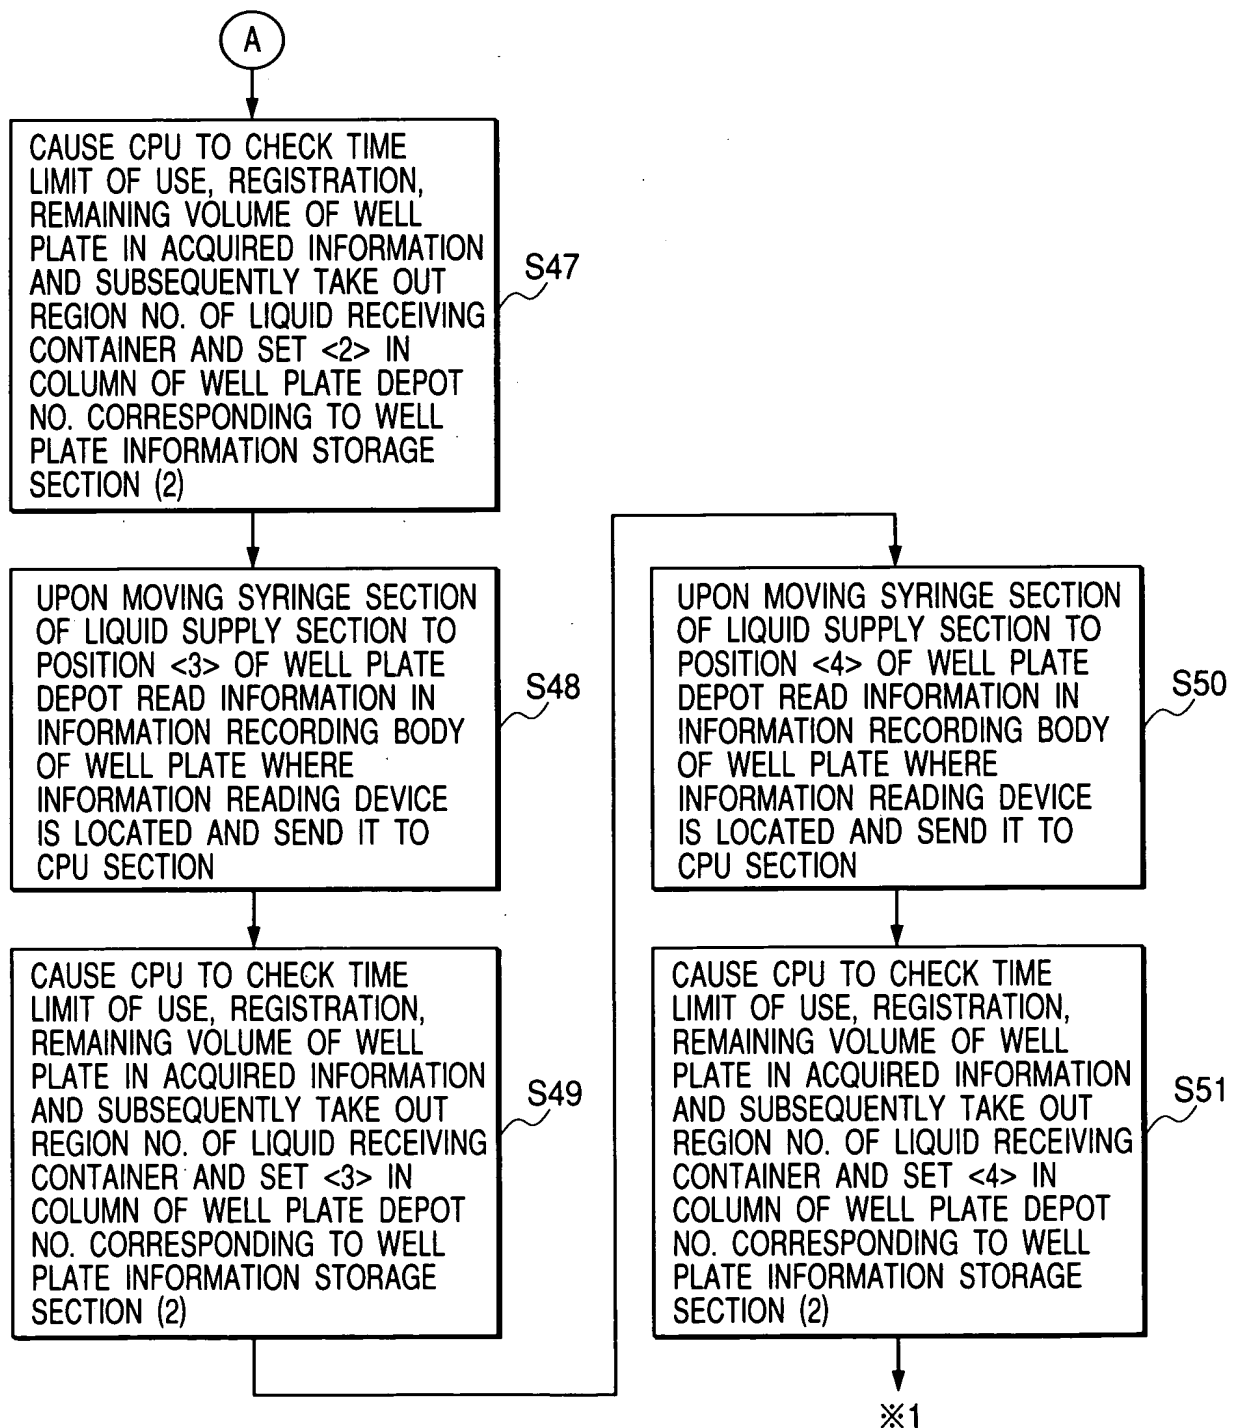 A
CAUSE CPU TO CHECK TIME
LIMIT OF USE, REGISTRATION,
REMAINING VOLUME OF WELL
PLATE IN ACQUIRED INFORMATION
AND SUBSEQUENTLY TAKE OUT
REGION NO. OF LIQUID RECEIVING
CONTAINER AND SET <2> IN
COLUMN OF WELL PLATE DEPOT
NO. CORRESPONDING TO WELL
PLATE INFORMATION STORAGE
SECTION (2)
S47
UPON MOVING SYRINGE SECTION
OF LIQUID SUPPLY SECTION TO
POSITION <3> OF WELL PLATE
DEPOT READ INFORMATION IN
INFORMATION RECORDING BODY
OF WELL PLATE WHERE
INFORMATION READING DEVICE
IS LOCATED AND SEND IT TO
CPU SECTION
S48
CAUSE CPU TO CHECK TIME
LIMIT OF USE, REGISTRATION,
REMAINING VOLUME OF WELL
PLATE IN ACQUIRED INFORMATION
AND SUBSEQUENTLY TAKE OUT
REGION NO. OF LIQUID RECEIVING
CONTAINER AND SET <3> IN
COLUMN OF WELL PLATE DEPOT
NO. CORRESPONDING TO WELL
PLATE INFORMATION STORAGE
SECTION (2)
S49
UPON MOVING SYRINGE SECTION
OF LIQUID SUPPLY SECTION TO
POSITION <4> OF WELL PLATE
DEPOT READ INFORMATION IN
INFORMATION RECORDING BODY
OF WELL PLATE WHERE
INFORMATION READING DEVICE
IS LOCATED AND SEND IT TO
CPU SECTION
S50
CAUSE CPU TO CHECK TIME
LIMIT OF USE, REGISTRATION,
REMAINING VOLUME OF WELL
PLATE IN ACQUIRED INFORMATION
AND SUBSEQUENTLY TAKE OUT
REGION NO. OF LIQUID RECEIVING
CONTAINER AND SET <4> IN
COLUMN OF WELL PLATE DEPOT
NO. CORRESPONDING TO WELL
PLATE INFORMATION STORAGE
SECTION (2)
S51
※1